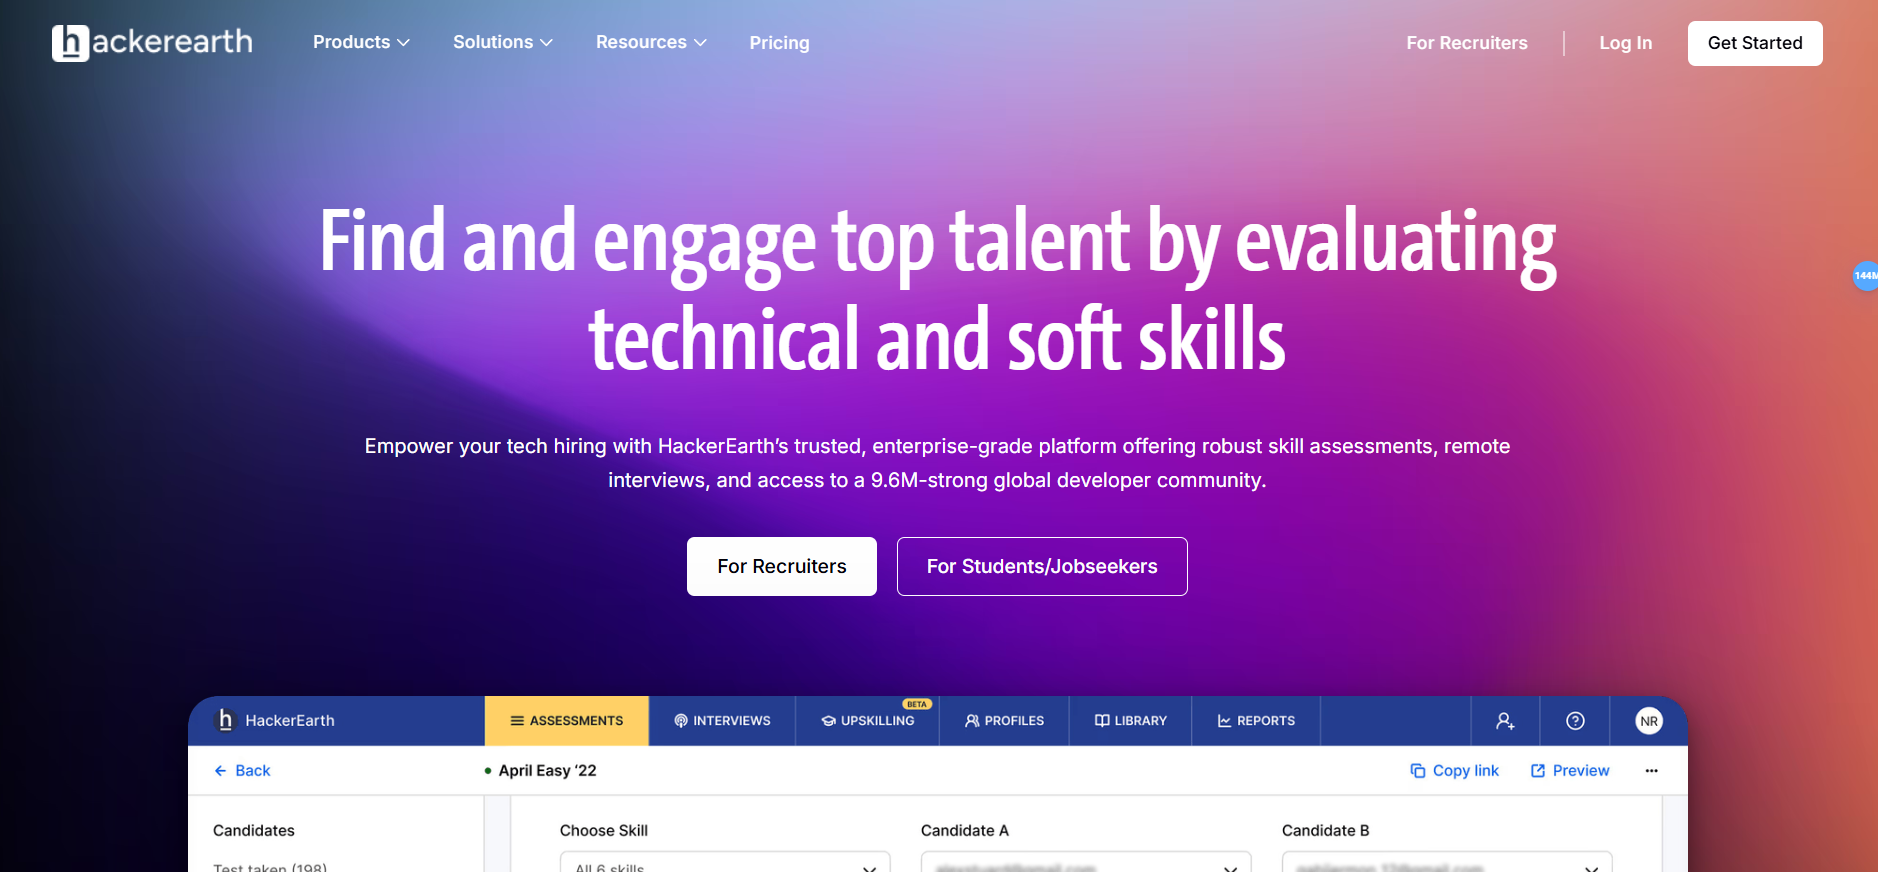 hackerearth
Products
Solutions
Resources
Pricing
For Recruiters
Log In
Get Started
Find and engage top talent by evaluating
technical and soft skills
144M
Empower your tech hiring with HackerEarth’s trusted, enterprise-grade platform offering robust skill assessments, remote
interviews, and access to a 9.6M-strong global developer community.
For Recruiters
For Students/Jobseekers
h HackerEarth
ASSESSMENTS
INTERVIEWS
UPSKILLING
BETA
PROFILES
LIBRARY
REPORTS
NR
Back
April Easy ‘22
Copy link
Preview
Candidates
Choose Skill
Candidate A
Candidate B
Test taken (198)
All 6 skills